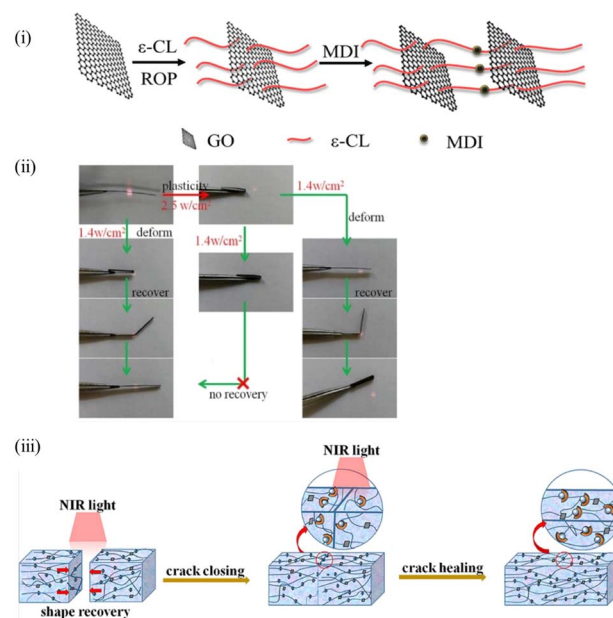 (i)
ε-CL
ROP
MDI
GO
ε-CL
MDI
(ii)
plasticity
2.5 w/cm²
1.4w/cm²
deform
1.4w/cm²
deform
1.4w/cm²
recover
recover
no recovery
(iii)
NIR light
NIR light
crack closing
crack healing
shape recovery